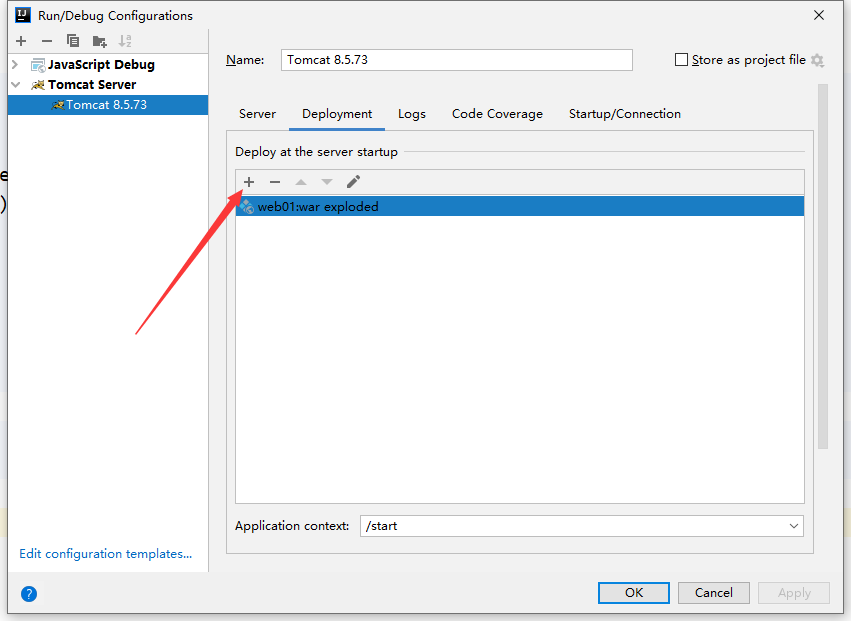 Run/Debug Configurations
JavaScript Debug
Tomcat Server
Tomcat 8.5.73
Edit configuration templates...
Name: Tomcat 8.5.73 Store as project file
Server Deployment Logs Code Coverage Startup/Connection
Deploy at the server startup
web01:war exploded
Application context: /start
? OK Cancel Apply